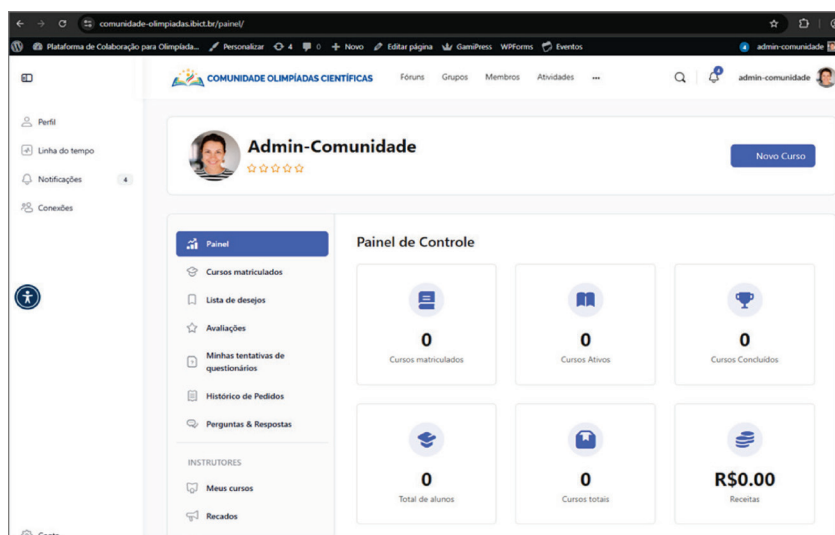 comunidade-olimpiadas.ibict.br/painel/
Plataforma de Colaboração para Olimpíada... Personalizar 4 0 + Novo Editar página GamiPress WPForms Eventos 4 admin-comunidade
COMUNIDADE OLIMPÍADAS CIENTÍFICAS Fóruns Grupos Membros Atividades ... 4 admin-comunidade
Perfil
Linha do tempo
Notificações 4
Conexões
Admin-Comunidade
Novo Curso
Painel
Cursos matriculados
Lista de desejos
Avaliações
Minhas tentativas de
questionários
Histórico de Pedidos
Perguntas & Respostas
INSTRUTORES
Meus cursos
Recados
Painel de Controle
0
Cursos matriculados
0
Cursos Ativos
0
Cursos Concluídos
0
Total de alunos
0
Cursos totais
R$0.00
Receitas